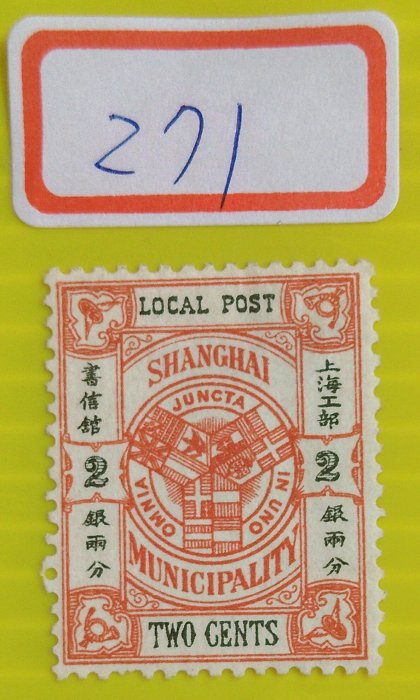 271
LOCAL POST
SHANGHAI
OMNIA JUNCTA IN UNO
MUNICIPALITY
上海工部
書信館
2
2
銀兩分
銀兩分
TWO CENTS